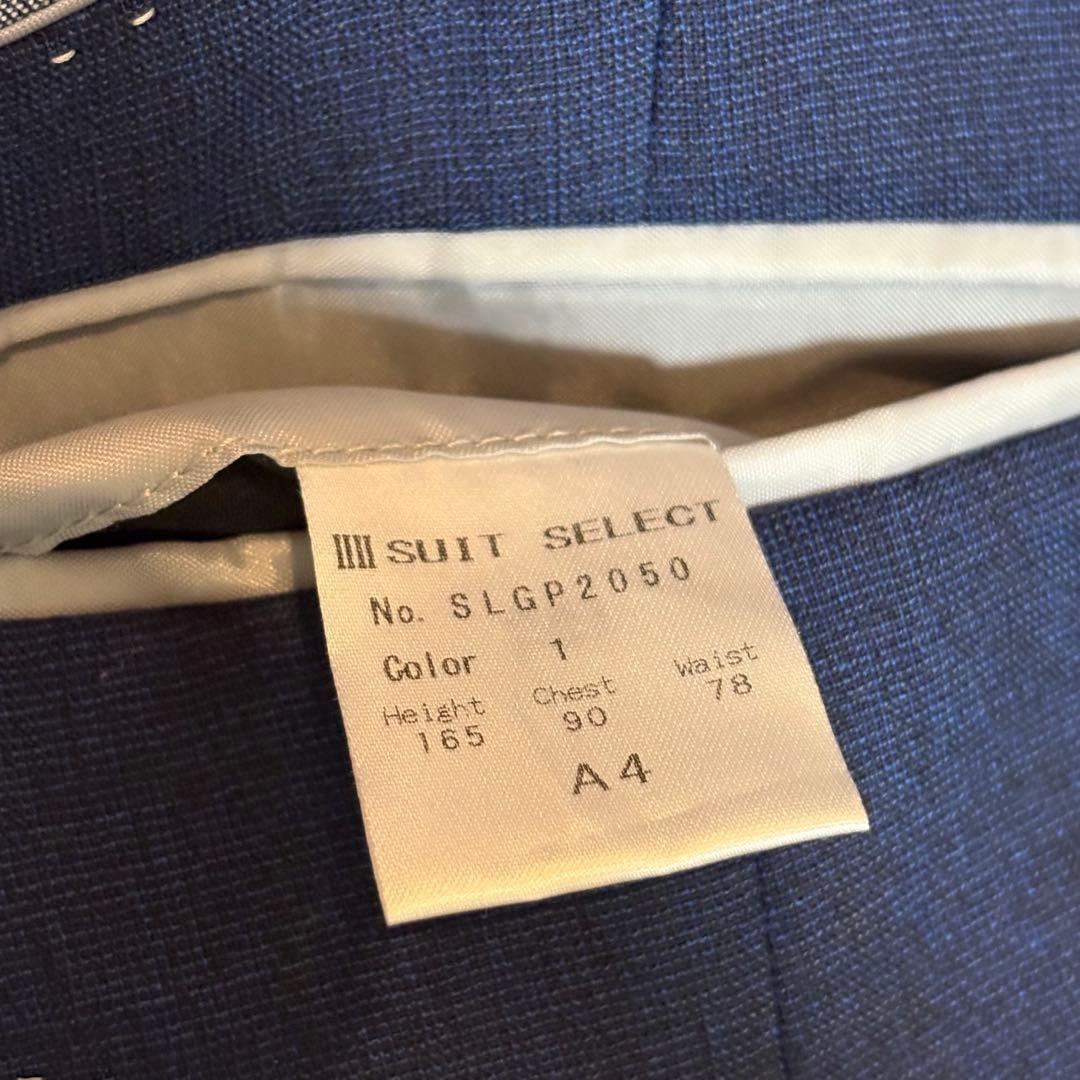 SUIT SELECT
No. SLGP2050
Color 1
Height Chest Waist
165 90 78
A4